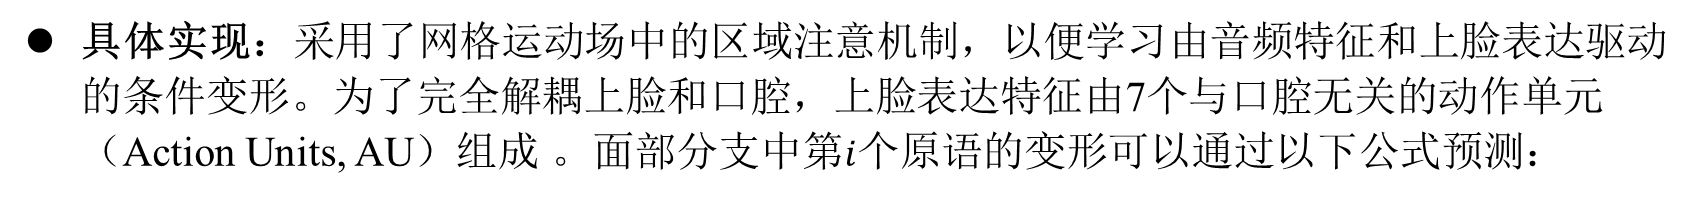 ● 具体实现：采用了网格运动场中的区域注意机制，以便学习由音频特征和上脸表达驱动
的条件变形。为了完全解耦上脸和口腔，上脸表达特征由7个与口腔无关的动作单元
（Action Units, AU）组成 。面部分支中第i个原语的变形可以通过以下公式预测：